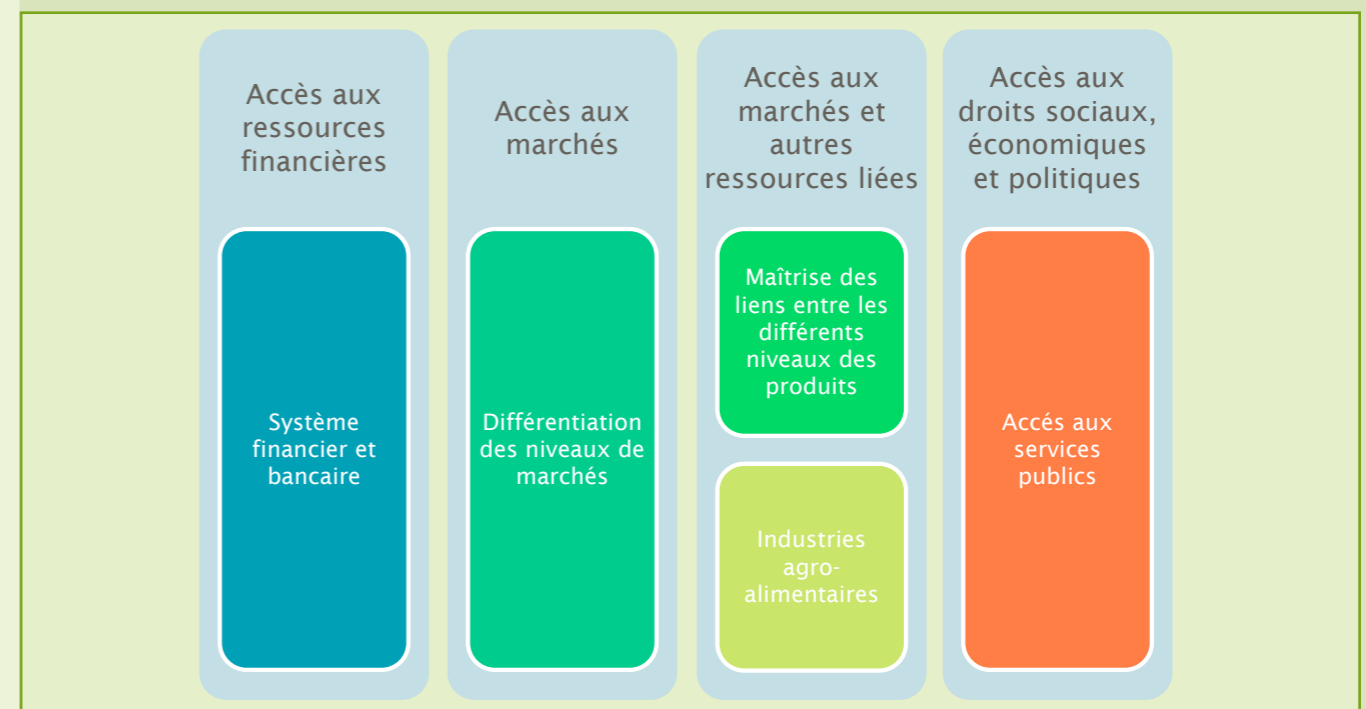 Accès aux
ressources
financières
Système
financier et
bancaire
Accès aux
marchés
Différentiation
des niveaux de
marchés
Accès aux
marchés et
autres
ressources liées
Maîtrise des
liens entre les
différents
niveaux des
produits
Industries
agro-
alimentaires
Accès aux
droits sociaux,
économiques
et politiques
Accés aux
services
publics